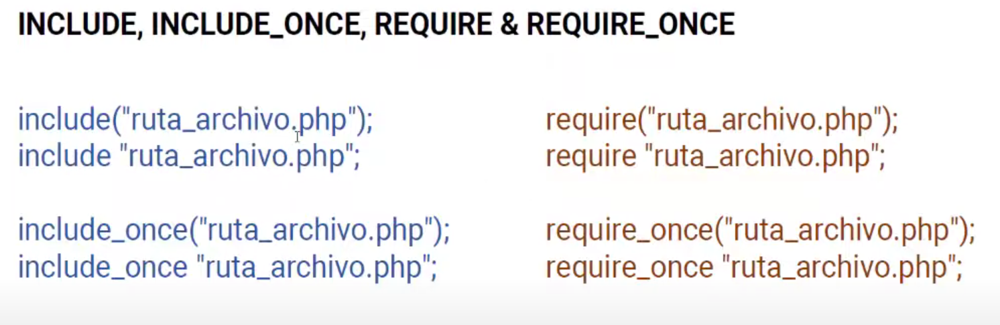 INCLUDE, INCLUDE_ONCE, REQUIRE & REQUIRE_ONCE
include("ruta_archivo.php");
include "ruta_archivo.php";
include_once("ruta_archivo.php");
include_once "ruta_archivo.php";
require("ruta_archivo.php");
require "ruta_archivo.php";
require_once("ruta_archivo.php");
require_once "ruta_archivo.php";